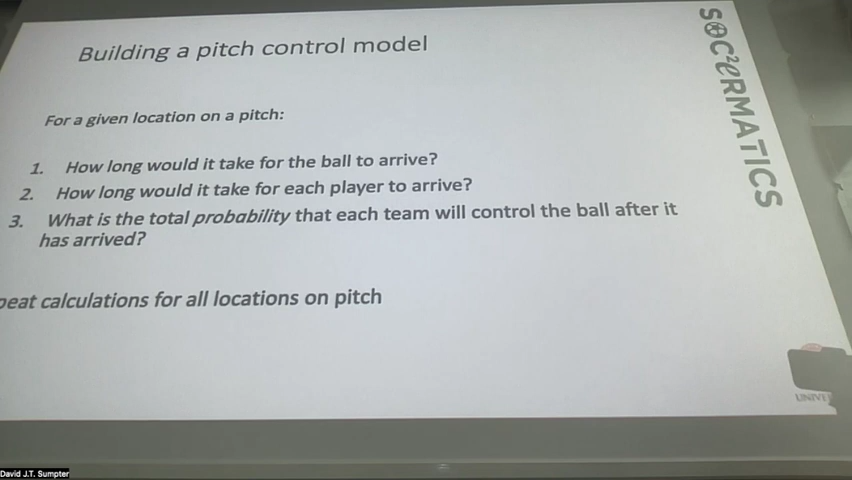 Building a pitch control model
SOC²eRMATICS
For a given location on a pitch:
1. How long would it take for the ball to arrive?
2. How long would it take for each player to arrive?
3. What is the total probability that each team will control the ball after it
has arrived?
peat calculations for all locations on pitch
UNIVE
David J.T. Sumpter